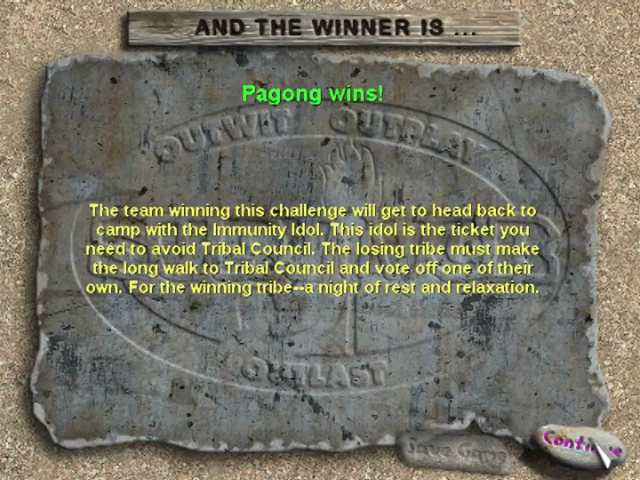 AND THE WINNER IS ...
Pagong wins!
OUTWIT OUTPLAY
The team winning this challenge will get to head back to
camp with the Immunity Idol. This idol is the ticket you
need to avoid Tribal Council. The losing tribe must make
the long walk to Tribal Council and vote off one of their
own. For the winning tribe--a night of rest and relaxation.
OUTLAST
Save Game
Continue